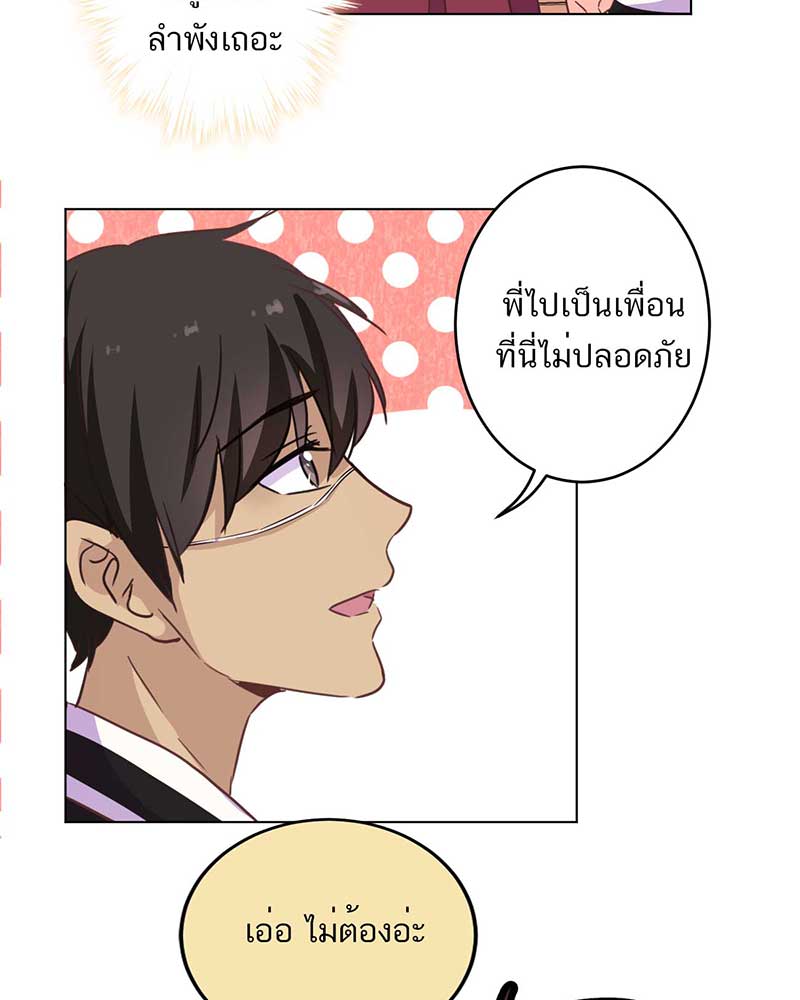 ลำพังเถอะ
พี่ไปเป็นเพื่อน
ที่นี่ไม่ปลอดภัย
เอ่อ ไม่ต้องอ่ะ